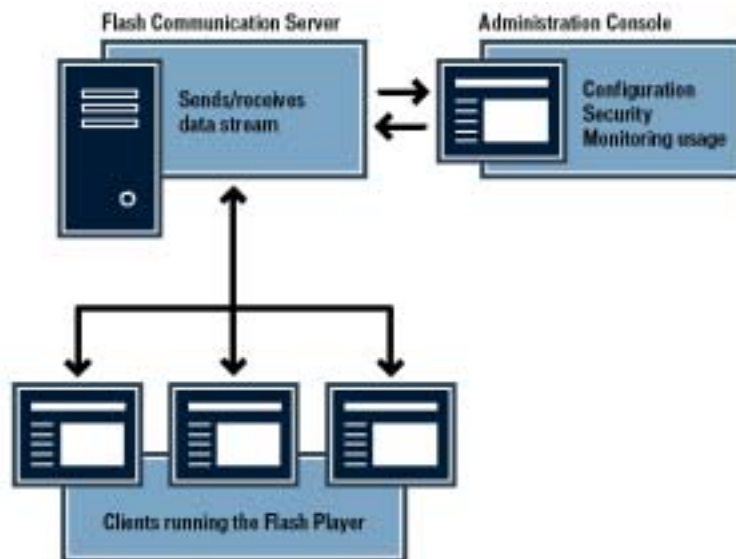 Flash Communication Server
Administration Console
Sends/receives
data stream
Configuration
Security
Monitoring usage
Clients running the Flash Player